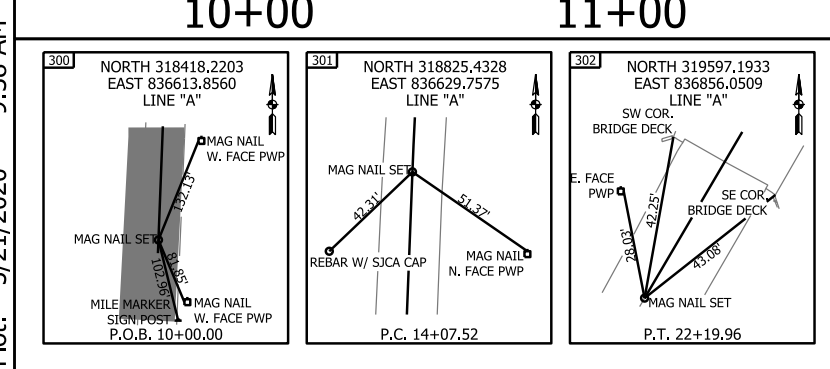 10+00
11+00
300
NORTH 318418.2203
EAST 836613.8560
LINE "A"
MAG NAIL
W. FACE PWP
132.13'
MAG NAIL SET
81.85'
102.96'
MILE MARKER
SIGN POST
MAG NAIL
W. FACE PWP
P.O.B. 10+00.00
301
NORTH 318825.4328
EAST 836629.7575
LINE "A"
MAG NAIL SET
42.31'
51.37'
REBAR W/ SJCA CAP
MAG NAIL
N. FACE PWP
P.C. 14+07.52
302
NORTH 319597.1933
EAST 836856.0509
LINE "A"
SW COR.
BRIDGE DECK
E. FACE
PWP
SE COR.
BRIDGE DECK
28.03'
42.25'
43.08'
MAG NAIL SET
P.T. 22+19.96